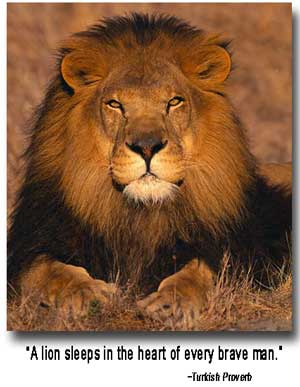 "A lion sleeps in the heart of every brave man."
-Turkish Proverb